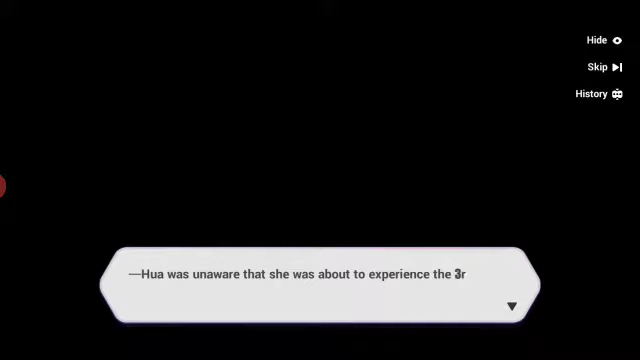 Hide
Skip
History
—Hua was unaware that she was about to experience the 3r